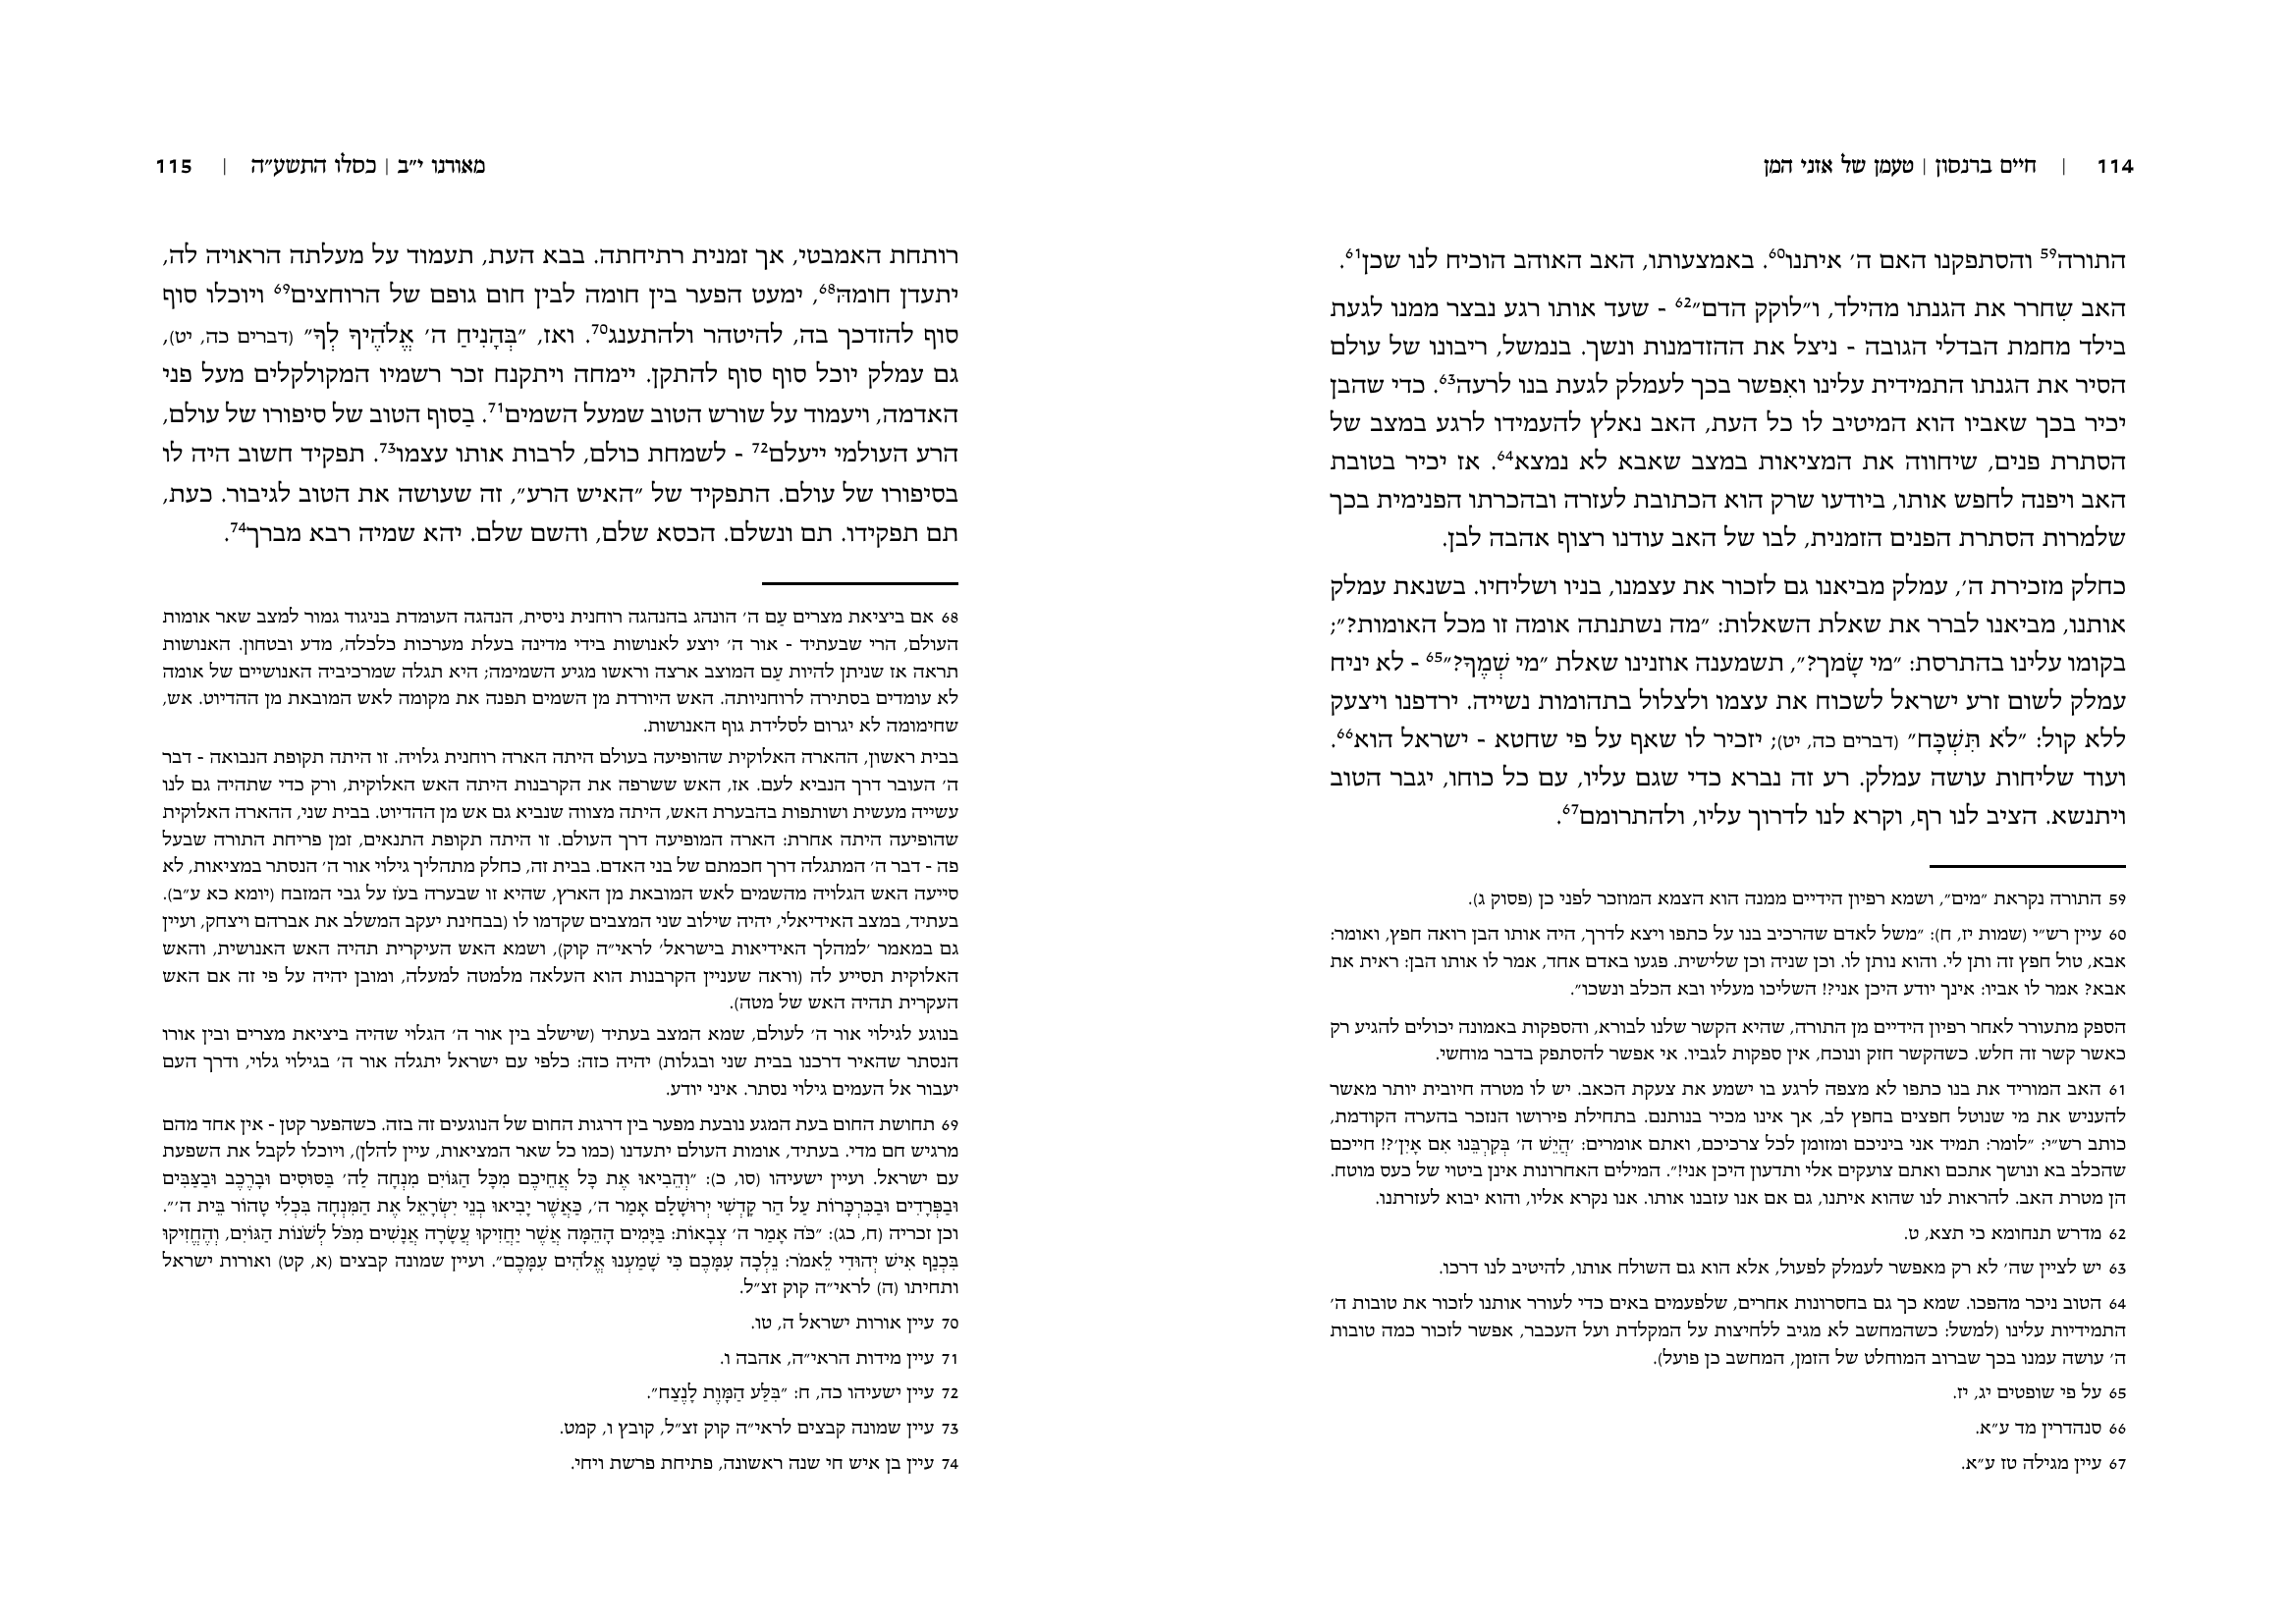 114 | חיים ברנסון | טעמן של אזני המן
התורה59 והסתפקנו האם ה׳ איתנו60. באמצעותו, האב האוהב הוכיח לנו שכן61.
האב שִחרר את הגנתו מהילד, ו״לוקק הדם״62 - שעד אותו רגע נבצר ממנו לגעת
בילד מחמת הבדלי הגובה - ניצל את ההזדמנות ונשך. בנמשל, ריבונו של עולם
הסיר את הגנתו התמידית עלינו ואִפשר בכך לעמלק לגעת בנו לרעה63. כדי שהבן
יכיר בכך שאביו הוא המיטיב לו כל העת, האב נאלץ להעמידו לרגע במצב של
הסתרת פנים, שיחווה את המציאות במצב שאבא לא נמצא64. אז יכיר בטובת
האב ויפנה לחפש אותו, ביודעו שרק הוא הכתובת לעזרה ובהכרתו הפנימית בכך
שלמרות הסתרת הפנים הזמנית, לבו של האב עודנו רצוף אהבה לבן.
כחלק מזכירת ה׳, עמלק מביאנו גם לזכור את עצמנו, בניו ושליחיו. בשנאת עמלק
אותנו, מביאנו לברר את שאלת השאלות: ״מה נשתנתה אומה זו מכל האומות?״;
בקומו עלינו בהתרסת: ״מי שָׂמך?״, תשמענה אוזנינו שאלת ״מי שְׁמֶךָ?״65 - לא יניח
עמלק לשום זרע ישראל לשכוח את עצמו ולצלול בתהומות נשייה. ירדפנו ויצעק
ללא קול: ״לֹא תִּשְׁכָּח״ (דברים כה, יט); יזכיר לו שאף על פי שחטא - ישראל הוא66.
ועוד שליחות עושה עמלק. רע זה נברא כדי שגם עליו, עם כל כוחו, יגבר הטוב
ויתנשא. הציב לנו רף, וקרא לנו לדרוך עליו, ולהתרומם67.
59 התורה נקראת ״מים״, ושמא רפיון הידיים ממנה הוא הצמא המוזכר לפני כן (פסוק ג).
60 עיין רש״י (שמות יז, ח): ״משל לאדם שהרכיב בנו על כתפו ויצא לדרך, היה אותו הבן רואה חפץ, ואומר:
אבא, טול חפץ זה ותן לי. והוא נותן לו. וכן שניה וכן שלישית. פגעו באדם אחד, אמר לו אותו הבן: ראית את
אבא? אמר לו אביו: אינך יודע היכן אני?! השליכו מעליו ובא הכלב ונשכו״.
הספק מתעורר לאחר רפיון הידיים מן התורה, שהיא הקשר שלנו לבורא, והספקות באמונה יכולים להגיע רק
כאשר קשר זה חלש. כשהקשר חזק ונוכח, אין ספקות לגביו. אי אפשר להסתפק בדבר מוחשי.
61 האב המוריד את בנו כתפו לא מצפה לרגע בו ישמע את צעקת הכאב. יש לו מטרה חיובית יותר מאשר
להעניש את מי שנוטל חפצים בחפץ לב, אך אינו מכיר בנותנם. בתחילת פירושו הנזכר בהערה הקודמת,
כותב רש״י: ״לומר: תמיד אני ביניכם ומזומן לכל צרכיכם, ואתם אומרים: ׳הֲיֵשׁ ה׳ בְּקִרְבֵּנוּ אִם אָיִן׳?! חייכם
שהכלב בא ונושך אתכם ואתם צועקים אלי ותדעון היכן אני!״. המילים האחרונות אינן ביטוי של כעס מוטח.
הן מטרת האב. להראות לנו שהוא איתנו, גם אם אנו עזבנו אותו. אנו נקרא אליו, והוא יבוא לעזרתנו.
62 מדרש תנחומא כי תצא, ט.
63 יש לציין שה׳ לא רק מאפשר לעמלק לפעול, אלא הוא גם השולח אותו, להיטיב לנו דרכו.
64 הטוב ניכר מהפכו. שמא כך גם בחסרונות אחרים, שלפעמים באים כדי לעורר אותנו לזכור את טובות ה׳
התמידיות עלינו (למשל: כשהמחשב לא מגיב ללחיצות על המקלדת ועל העכבר, אפשר לזכור כמה טובות
ה׳ עושה עמנו בכך שברוב המוחלט של הזמן, המחשב כן פועל).
65 על פי שופטים יג, יז.
66 סנהדרין מד ע״א.
67 עיין מגילה טז ע״א.
מאורנו י״ב | כסלו התשע״ה | 115
רותחת האמבטי, אך זמנית רתיחתה. בבא העת, תעמוד על מעלתה הראויה לה,
יתעדן חומהּ68, ימעט הפער בין חומה לבין חום גופם של הרוחצים69 ויוכלו סוף
סוף להזדכך בה, להיטהר ולהתענג70. ואז, ״בְּהָנִיחַ ה׳ אֱלֹהֶיךָ לְךָ״ (דברים כה, יט),
גם עמלק יוכל סוף סוף להתקן. יימחה ויתקנח זכר רשמיו המקולקלים מעל פני
האדמה, ויעמוד על שורש הטוב שמעל השמים71. בַסוף הטוב של סיפורו של עולם,
הרע העולמי ייעלם72 - לשמחת כולם, לרבות אותו עצמו73. תפקיד חשוב היה לו
בסיפורו של עולם. התפקיד של ״האיש הרע״, זה שעושה את הטוב לגיבור. כעת,
תם תפקידו. תם ונשלם. הכסא שלם, והשם שלם. יהא שמיה רבא מברך74.
68 אם ביציאת מצרים עַם ה׳ הונהג בהנהגה רוחנית ניסית, הנהגה העומדת בניגוד גמור למצב שאר אומות
העולם, הרי שבעתיד - אור ה׳ יוצע לאנושות בידי מדינה בעלת מערכות כלכלה, מדע ובטחון. האנושות
תראה אז שניתן להיות עַם המוצב ארצה וראשו מגיע השמימה; היא תגלה שמרכיביה האנושיים של אומה
לא עומדים בסתירה לרוחניותה. האש היורדת מן השמים תפנה את מקומה לאש המובאת מן ההדיוט. אש,
שחימומה לא יגרום לסלידת גוף האנושות.
בבית ראשון, ההארה האלוקית שהופיעה בעולם היתה הארה רוחנית גלויה. זו היתה תקופת הנבואה - דבר
ה׳ העובר דרך הנביא לעם. אז, האש ששרפה את הקרבנות היתה האש האלוקית, ורק כדי שתהיה גם לנו
עשייה מעשית ושותפות בהבערת האש, היתה מצווה שנביא גם אש מן ההדיוט. בבית שני, ההארה האלוקית
שהופיעה היתה אחרת: הארה המופיעה דרך העולם. זו היתה תקופת התנאים, זמן פריחת התורה שבעל
פה - דבר ה׳ המתגלה דרך חכמתם של בני האדם. בבית זה, כחלק מתהליך גילוי אור ה׳ הנסתר במציאות, לא
סייעה האש הגלויה מהשמים לאש המובאת מן הארץ, שהיא זו שבערה בעֹז על גבי המזבח (יומא כא ע״ב).
בעתיד, במצב האידיאלי, יהיה שילוב שני המצבים שקדמו לו (בבחינת יעקב המשלב את אברהם ויצחק, ועיין
גם במאמר ׳למהלך האידיאות בישראל׳ לראי״ה קוק), ושמא האש העיקרית תהיה האש האנושית, והאש
האלוקית תסייע לה (וראה שעניין הקרבנות הוא העלאה מלמטה למעלה, ומובן יהיה על פי זה אם האש
העקרית תהיה האש של מטה).
בנוגע לגילוי אור ה׳ לעולם, שמא המצב בעתיד (שישלב בין אור ה׳ הגלוי שהיה ביציאת מצרים ובין אורו
הנסתר שהאיר דרכנו בבית שני ובגלות) יהיה כזה: כלפי עם ישראל יתגלה אור ה׳ בגילוי גלוי, ודרך העם
יעבור אל העמים גילוי נסתר. איני יודע.
69 תחושת החום בעת המגע נובעת מפער בין דרגות החום של הנוגעים זה בזה. כשהפער קטן - אין אחד מהם
מרגיש חם מדי. בעתיד, אומות העולם יתעדנו (כמו כל שאר המציאות, עיין להלן), ויוכלו לקבל את השפעת
עם ישראל. ועיין ישעיהו (סו, כ): ״וְהֵבִיאוּ אֶת כָּל אֲחֵיכֶם מִכָּל הַגּוֹיִם מִנְחָה לַה׳ בַּסּוּסִים וּבָרֶכֶב וּבַצַּבִּים
וּבַפְּרָדִים וּבַכִּרְכָּרוֹת עַל הַר קָדְשִׁי יְרוּשָׁלִַם אָמַר ה׳, כַּאֲשֶׁר יָבִיאוּ בְנֵי יִשְׂרָאֵל אֶת הַמִּנְחָה בִּכְלִי טָהוֹר בֵּית ה׳״.
וכן זכריה (ח, כג): ״כֹּה אָמַר ה׳ צְבָאוֹת: בַּיָּמִים הָהֵמָּה אֲשֶׁר יַחֲזִיקוּ עֲשָׂרָה אֲנָשִׁים מִכֹּל לְשֹׁנוֹת הַגּוֹיִם, וְהֶחֱזִיקוּ
בִּכְנַף אִישׁ יְהוּדִי לֵאמֹר: נֵלְכָה עִמָּכֶם כִּי שָׁמַעְנוּ אֱלֹהִים עִמָּכֶם״. ועיין שמונה קבצים (א, קט) ואורות ישראל
ותחיתו (ה) לראי״ה קוק זצ״ל.
70 עיין אורות ישראל ה, טו.
71 עיין מידות הראי״ה, אהבה ו.
72 עיין ישעיהו כה, ח: ״בִּלַּע הַמָּוֶת לָנֶצַח״.
73 עיין שמונה קבצים לראי״ה קוק זצ״ל, קובץ ו, קמט.
74 עיין בן איש חי שנה ראשונה, פתיחת פרשת ויחי.